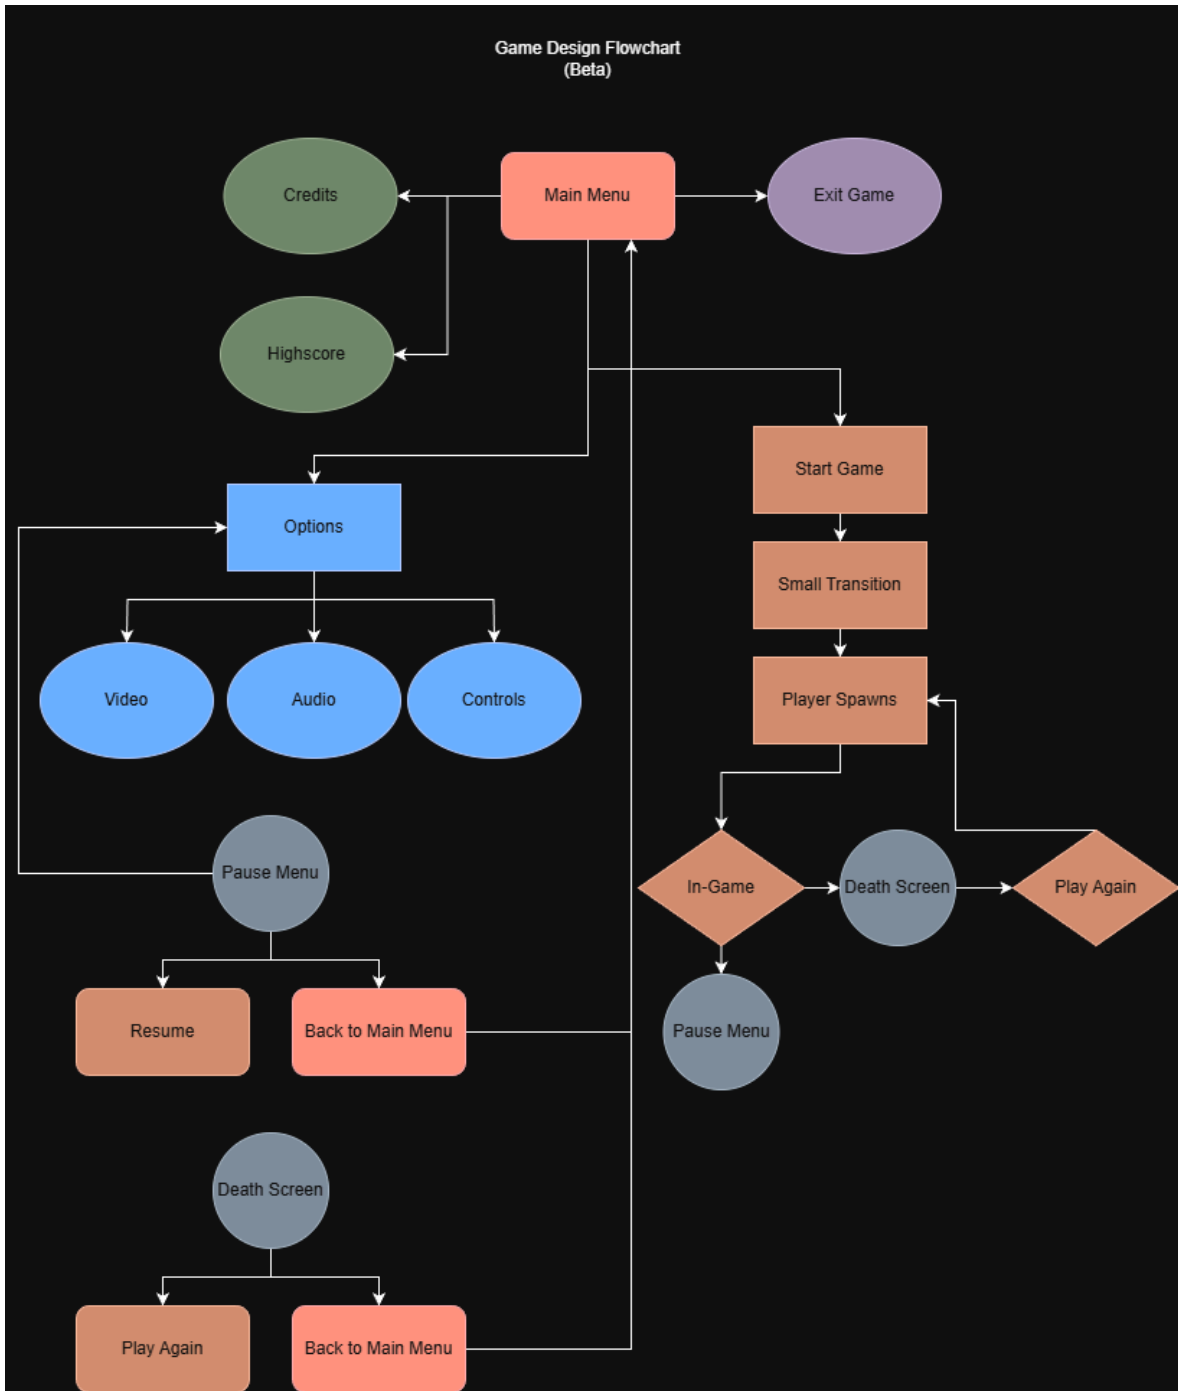 Game Design Flowchart
(Beta)
Credits
Main Menu
Exit Game
Highscore
Start Game
Options
Small Transition
Video
Audio
Controls
Player Spawns
Pause Menu
In-Game
Death Screen
Play Again
Resume
Back to Main Menu
Pause Menu
Death Screen
Play Again
Back to Main Menu